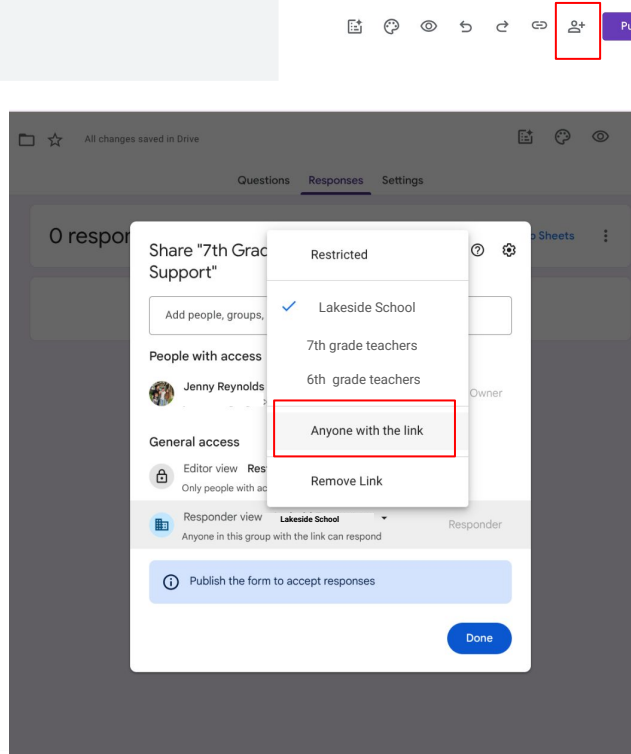 Pu
All changes saved in Drive
Questions Responses Settings
0 respor
o Sheets
Share "7th Grad
Support"
Restricted
Add people, groups,
Lakeside School
7th grade teachers
6th grade teachers
People with access
Jenny Reynolds
Owner
Anyone with the link
General access
Editor view Res
Only people with ac
Remove Link
Responder view Lakeside School
Responder
Anyone in this group with the link can respond
Publish the form to accept responses
Done